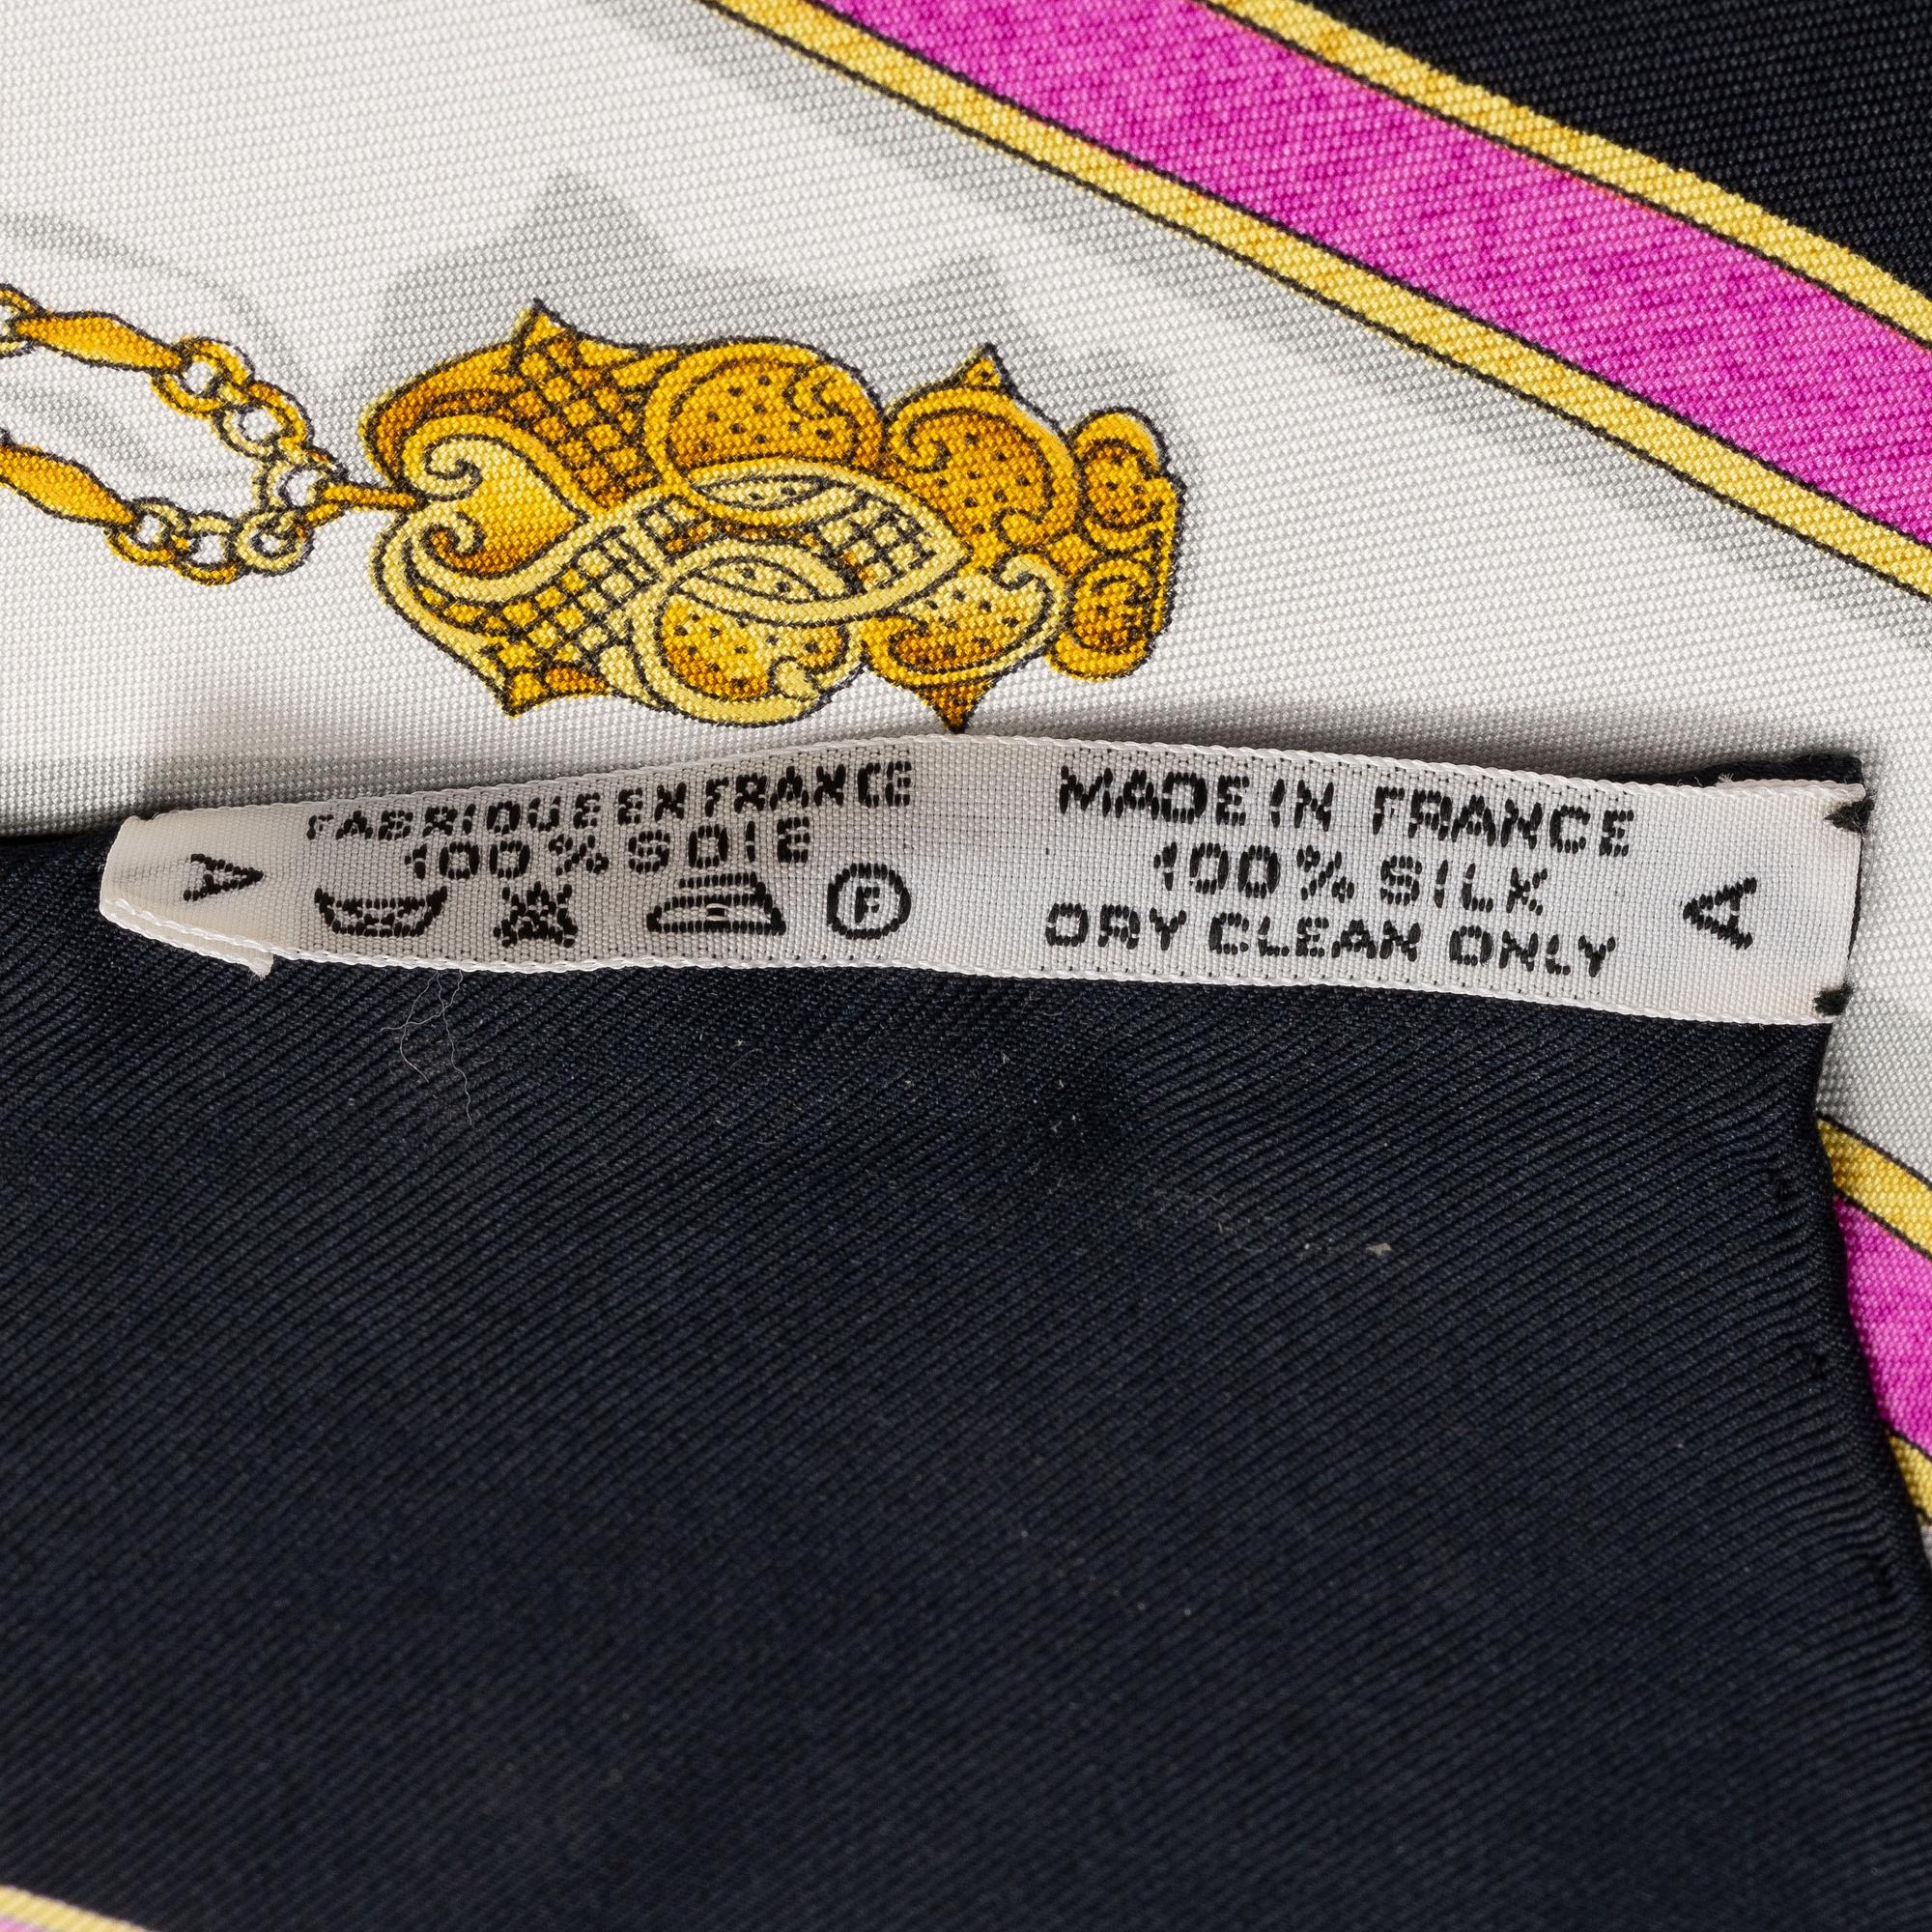 A
FABRIQUE EN FRANCE
100% SOIE
F
MADE IN FRANCE
100% SILK
DRY CLEAN ONLY
A